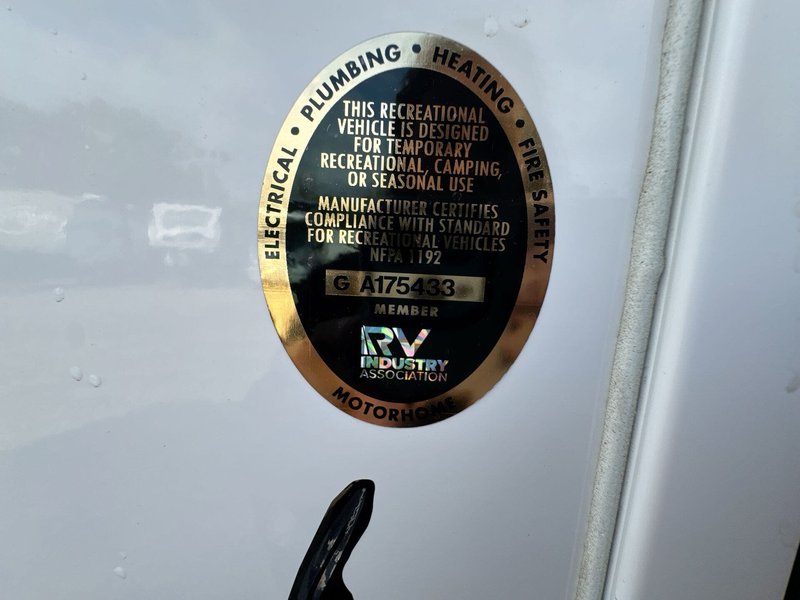 ELECTRICAL • PLUMBING • HEATING • FIRE SAFETY
THIS RECREATIONAL
VEHICLE IS DESIGNED
FOR TEMPORARY
RECREATIONAL, CAMPING,
OR SEASONAL USE
MANUFACTURER CERTIFIES
COMPLIANCE WITH STANDARD
FOR RECREATIONAL VEHICLES
NFPA 1192
G A175433
MEMBER
RV
INDUSTRY
ASSOCIATION
MOTORHOME